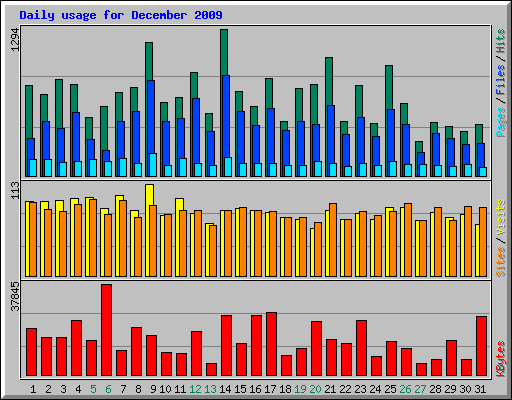 Daily usage for December 2009
1294
Pages / Files / Hits
113
Sites / Visits
37845
KBytes
1 2 3 4 5 6 7 8 9 10 11 12 13 14 15 16 17 18 19 20 21 22 23 24 25 26 27 28 29 30 31